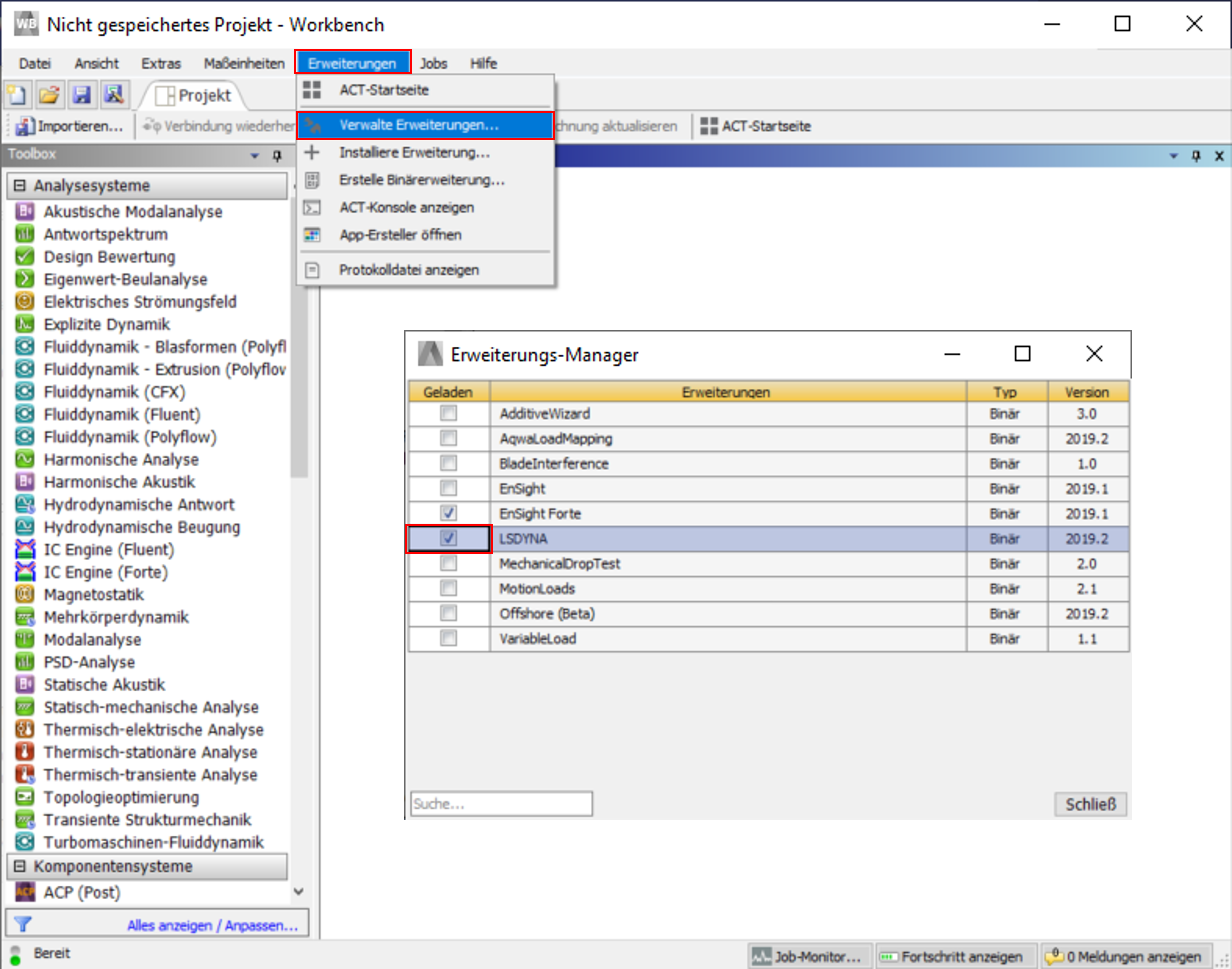 WB Nicht gespeichertes Projekt - Workbench
Datei Ansicht Extras Maßeinheiten Erweiterungen Jobs Hilfe
Projekt
Importieren... Verbindung wiederher chnung aktualisieren ACT-Startseite
ACT-Startseite
Verwalte Erweiterungen...
Installiere Erweiterung...
Erstelle Binärerweiterung...
ACT-Konsole anzeigen
App-Ersteller öffnen
Protokolldatei anzeigen
Toolbox
Analysesysteme
Akustische Modalanalyse
Antwortspektrum
Design Bewertung
Eigenwert-Beulanalyse
Elektrisches Strömungsfeld
Explizite Dynamik
Fluiddynamik - Blasformen (Polyfl
Fluiddynamik - Extrusion (Polyflow
Fluiddynamik (CFX)
Fluiddynamik (Fluent)
Fluiddynamik (Polyflow)
Harmonische Analyse
Harmonische Akustik
Hydrodynamische Antwort
Hydrodynamische Beugung
IC Engine (Fluent)
IC Engine (Forte)
Magnetostatik
Mehrkörperdynamik
Modalanalyse
PSD-Analyse
Statische Akustik
Statisch-mechanische Analyse
Thermisch-elektrische Analyse
Thermisch-stationäre Analyse
Thermisch-transiente Analyse
Topologieoptimierung
Transiente Strukturmechanik
Turbomaschinen-Fluiddynamik
Komponentensysteme
ACP ACP (Post)
Alles anzeigen / Anpassen...
Erweiterungs-Manager
Geladen Erweiterungen Typ Version
AdditiveWizard Binär 3.0
AqwaLoadMapping Binär 2019.2
BladeInterference Binär 1.0
EnSight Binär 2019.1
EnSight Forte Binär 2019.1
LSDYNA Binär 2019.2
MechanicalDropTest Binär 2.0
MotionLoads Binär 2.1
Offshore (Beta) Binär 2019.2
VariableLoad Binär 1.1
Suche... Schließ
Bereit Job-Monitor... Fortschritt anzeigen 0 Meldungen anzeigen